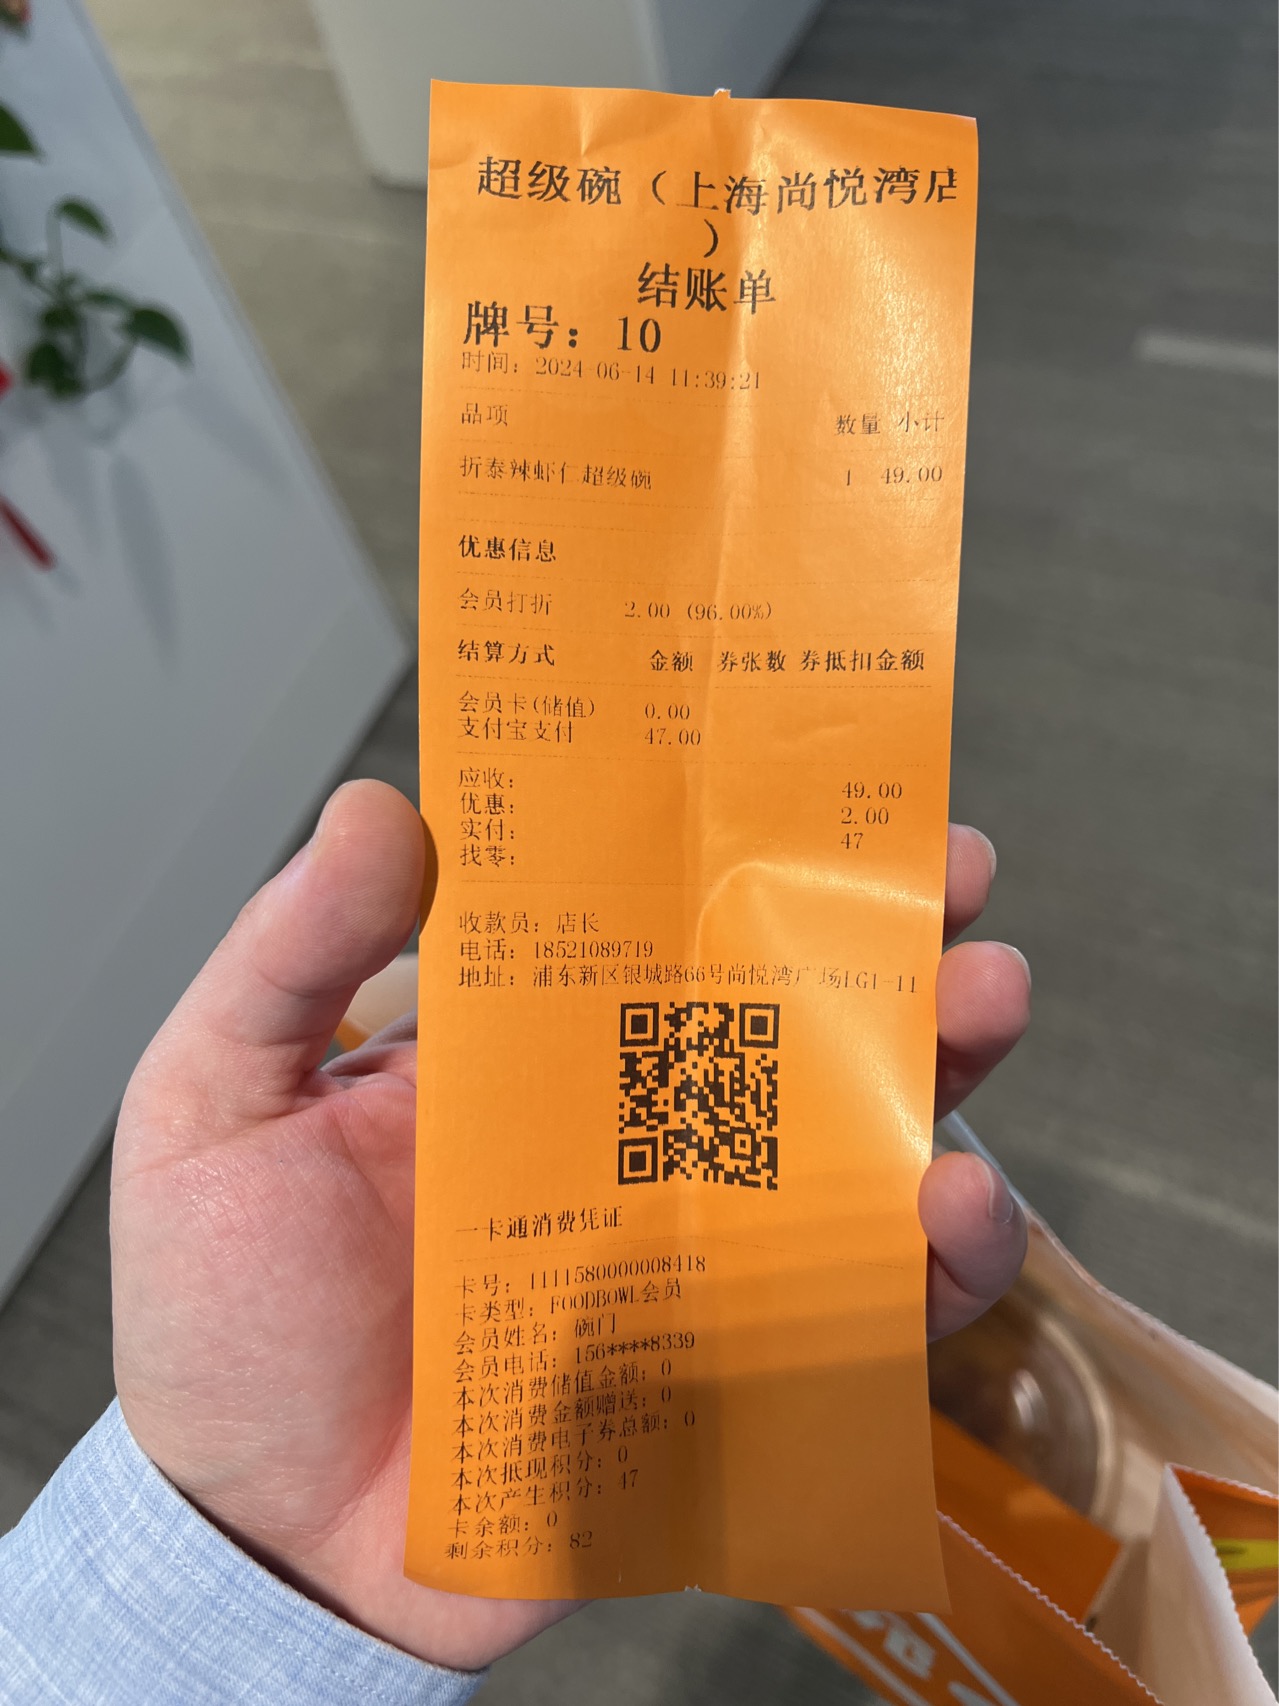 超级碗（上海尚悦湾店
）
结账单
牌号：10
时间：2024-06-14 11:39:21
品项 数量 小计
折泰辣虾仁超级碗 1 49.00
优惠信息
会员打折 2.00 (96.00%)
结算方式 金额 券张数 券抵扣金额
会员卡(储值) 0.00
支付宝支付 47.00
应收： 49.00
优惠： 2.00
实付： 47
找零：
收款员：店长
电话：18521089719
地址：浦东新区银城路66号尚悦湾广场LG1-11
一卡通消费凭证
卡号：1111580000008418
卡类型：FOODBOWL会员
会员姓名：碗门
会员电话：156****8339
本次消费储值金额：0
本次消费金额赠送：0
本次消费电子券总额：0
本次抵现积分：0
本次产生积分：47
卡余额：0
剩余积分：82